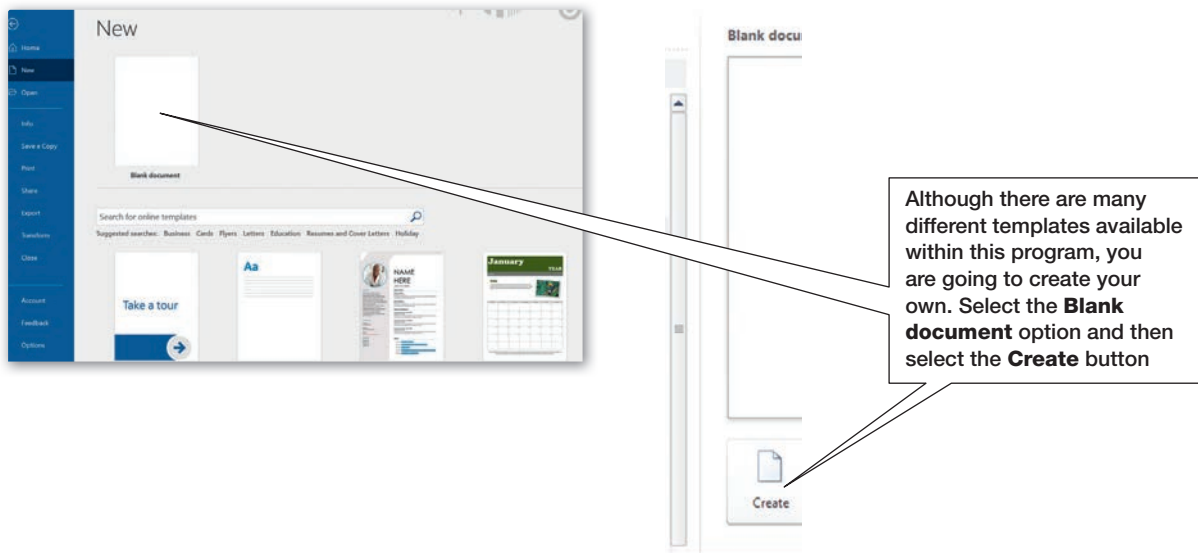 New
Home
New
Open
Info
Save a Copy
Print
Share
Export
Transform
Close
Account
Feedback
Options
Blank document
Search for online templates
Suggested searches: Business Cards Flyers Letters Education Resumes and Cover Letters Holiday
Take a tour
Aa
NAME
HERE
January
YEAR
Blank docu
Create
Although there are many
different templates available
within this program, you
are going to create your
own. Select the Blank
document option and then
select the Create button